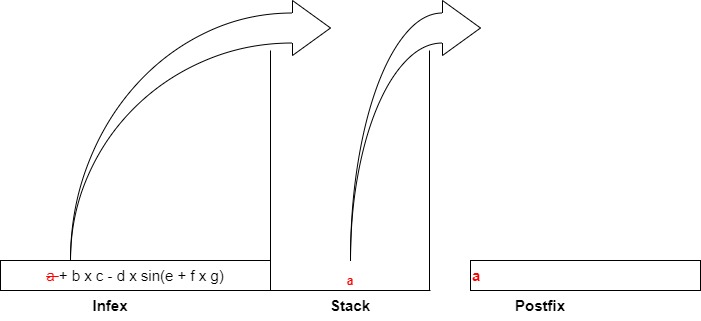 a + b x c - d x sin(e + f x g)
a
a
Infex
Stack
Postfix